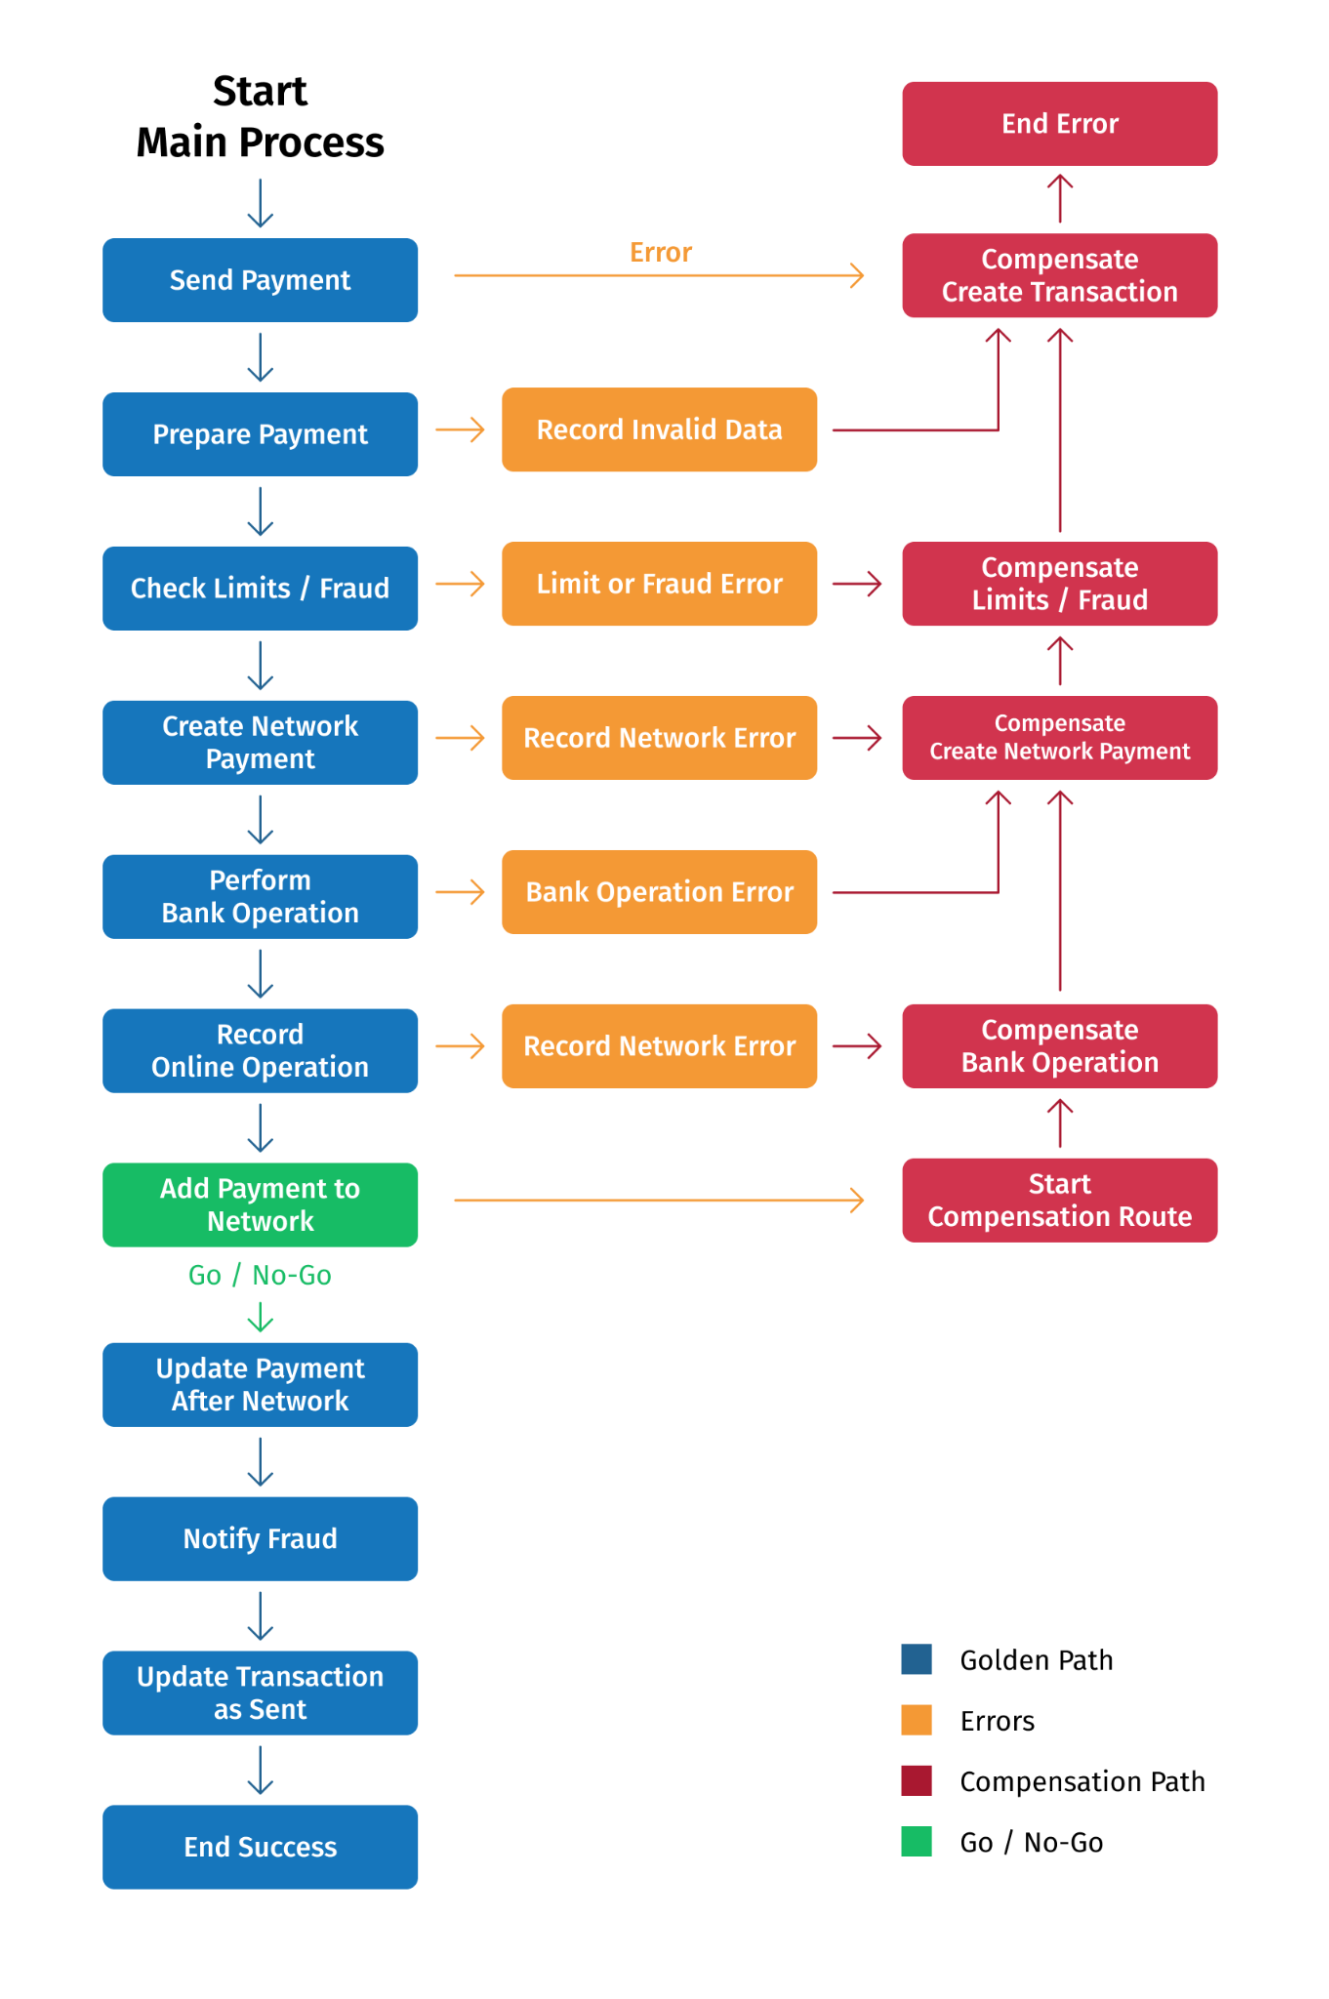 Start
Main Process
End Error
Send Payment
Error
Compensate
Create Transaction
Prepare Payment
Record Invalid Data
Check Limits / Fraud
Limit or Fraud Error
Compensate
Limits / Fraud
Create Network
Payment
Record Network Error
Compensate
Create Network Payment
Perform
Bank Operation
Bank Operation Error
Record
Online Operation
Record Network Error
Compensate
Bank Operation
Add Payment to
Network
Start
Compensation Route
Go / No-Go
Update Payment
After Network
Notify Fraud
Update Transaction
as Sent
End Success
Golden Path
Errors
Compensation Path
Go / No-Go